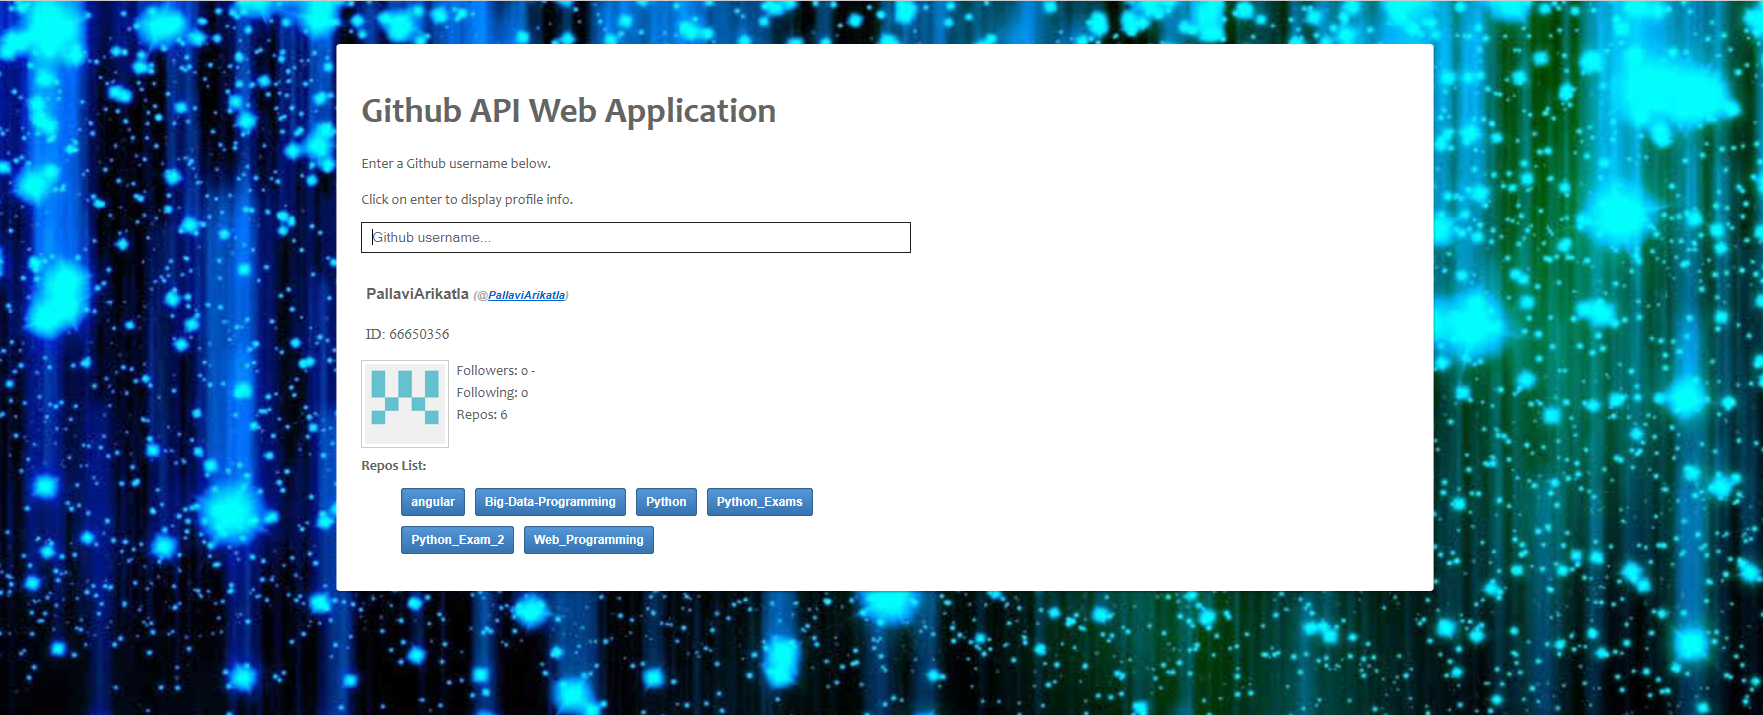 Github API Web Application
Enter a Github username below.
Click on enter to display profile info.
Github username...
PallaviArikatla (@PallaviArikatla)
ID: 66650356
Followers: 0 -
Following: 0
Repos: 6
Repos List:
angular Big-Data-Programming Python Python_Exams
Python_Exam_2 Web_Programming